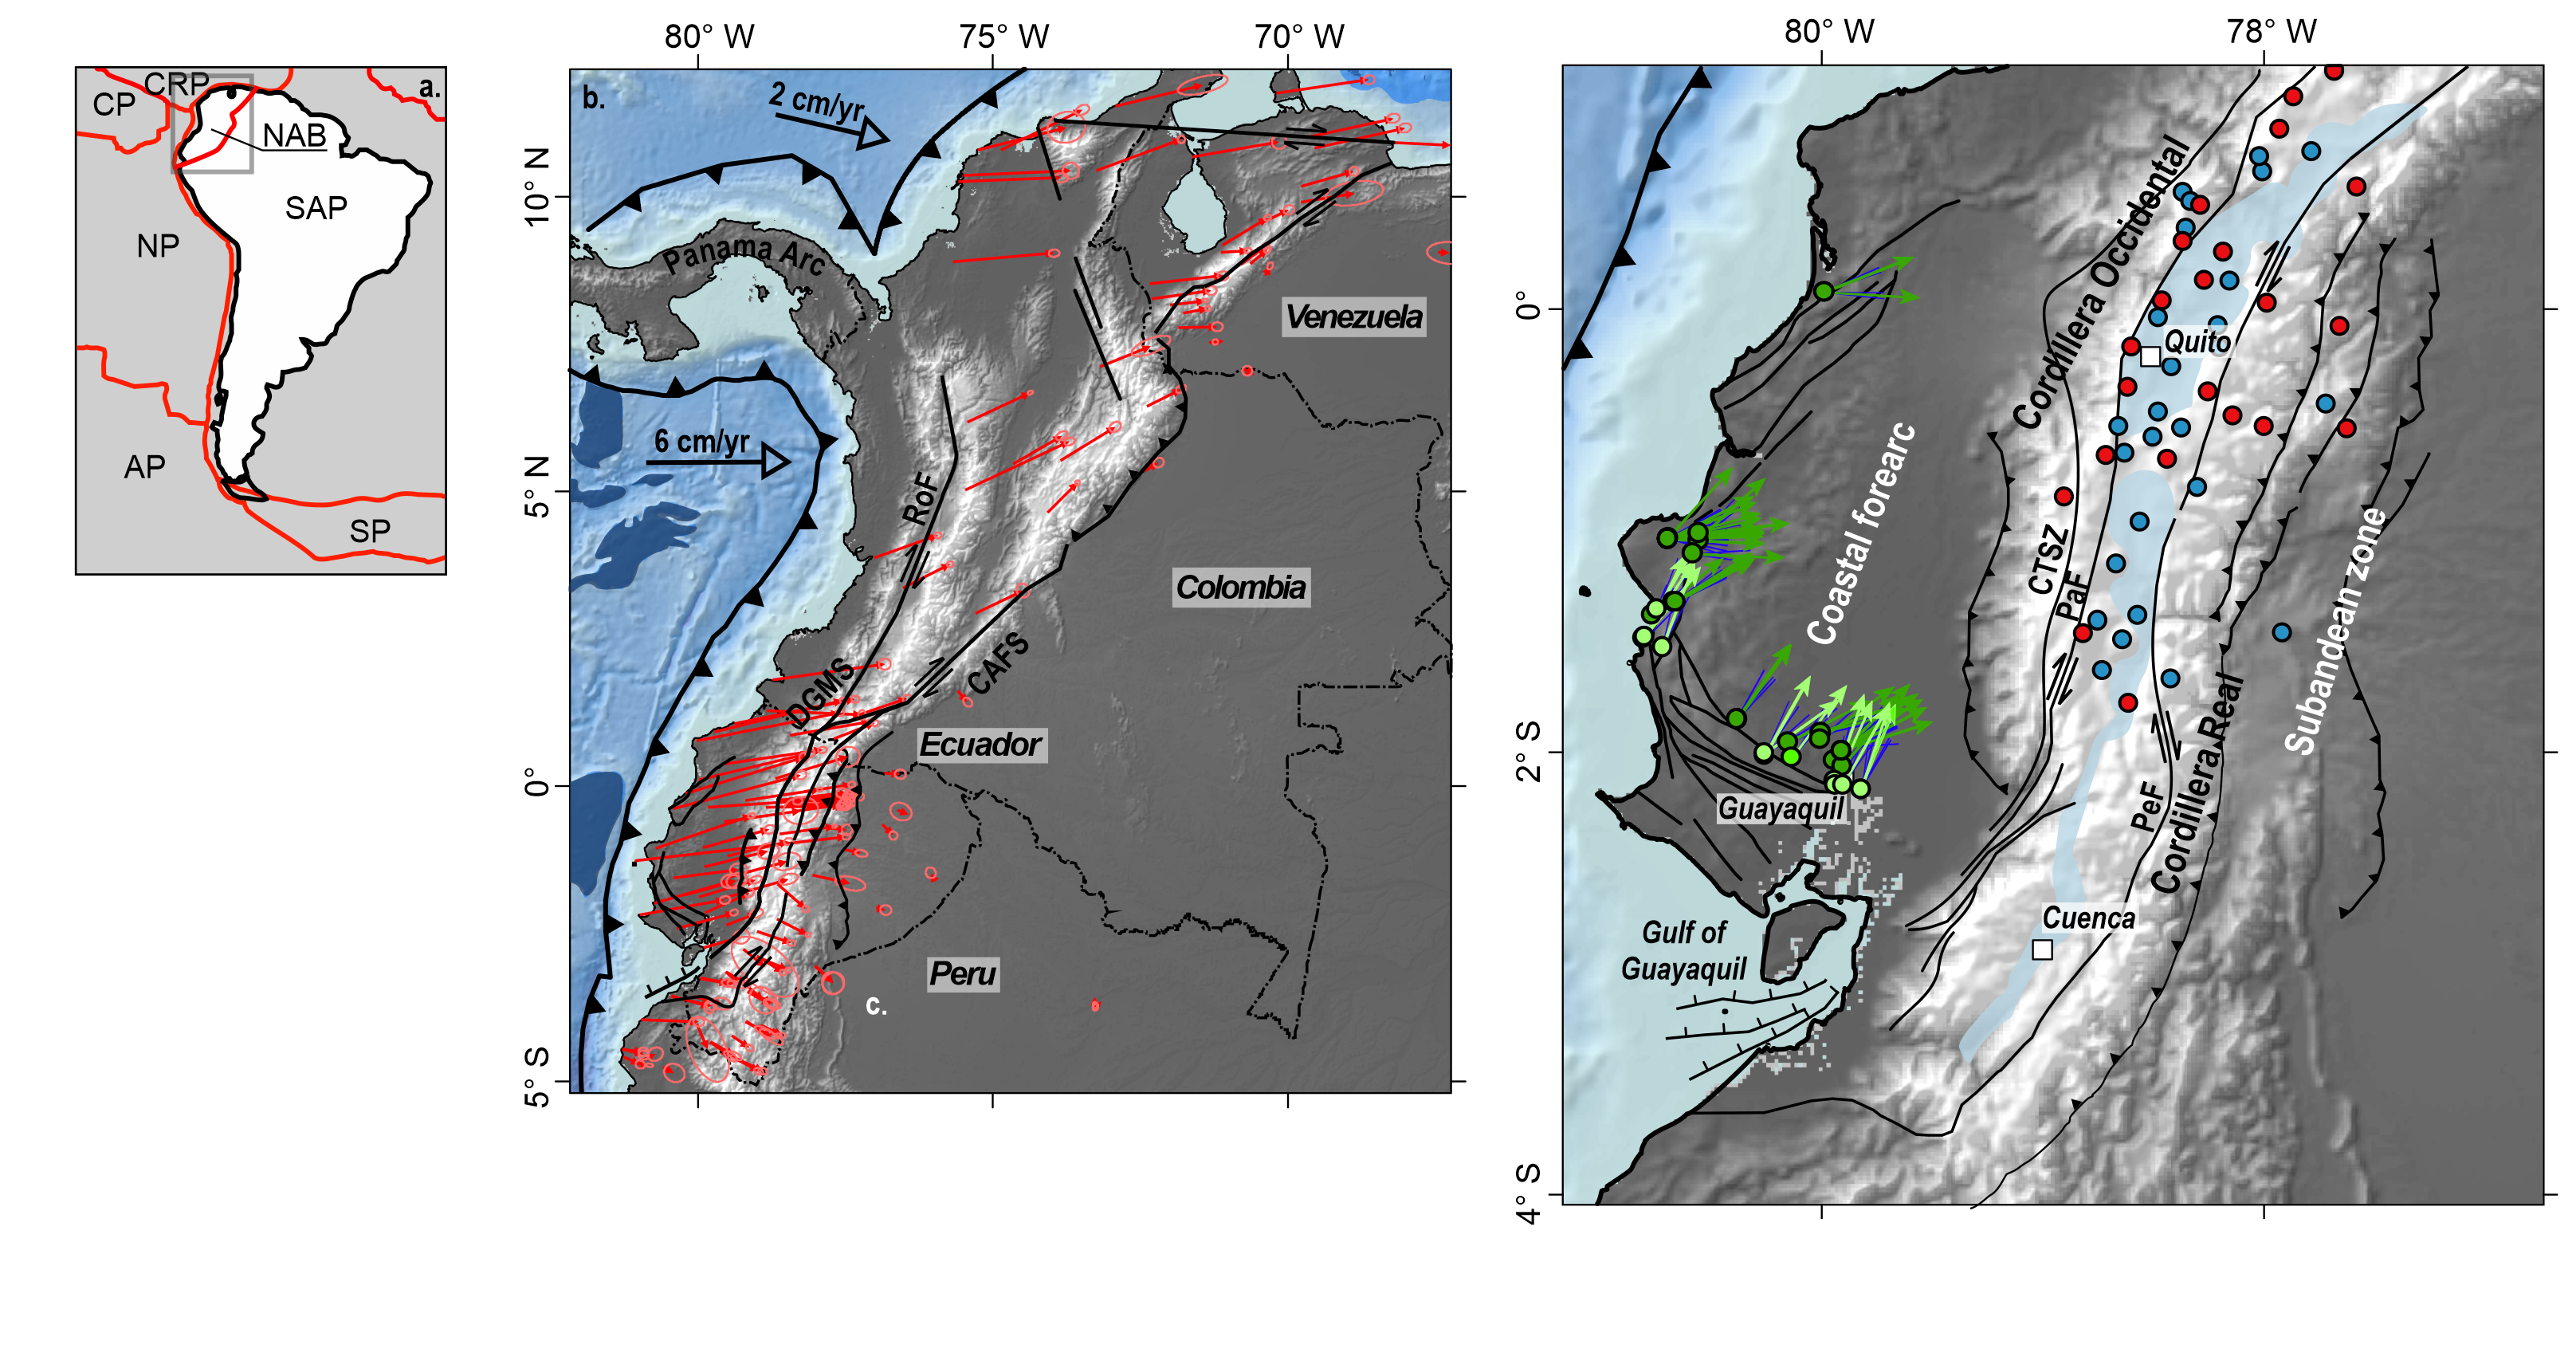 a.
CRP
CP
NAB
SAP
NP
AP
SP
80° W
75° W
70° W
b.
2 cm/yr
10° N
Panama Arc
Venezuela
6 cm/yr
5° N
RoF
Colombia
CAFS
DGMS
Ecuador
0°
Peru
c.
5° S
80° W
78° W
Cordillera Occidental
0°
Quito
Coastal forearc
CTSZ
PaF
Subandean zone
2° S
PeF
Cordillera Real
Guayaquil
Cuenca
Gulf of
Guayaquil
4° S